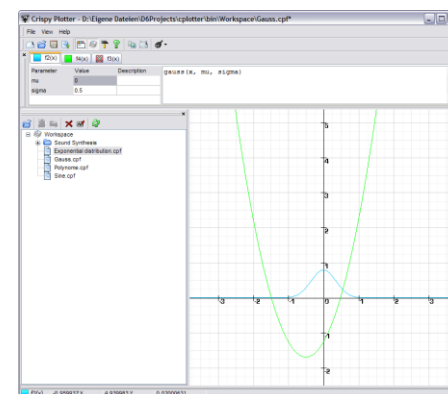 Crispy Plotter - D:\Eigene Dateien\D6Projects\cplotter\bin\Workspace\Gauss.cpf*
File View Help
f2(x) f4(x) f3(x)
Parameter Value Description
mu 0
sigma 0.5
gauss(x, mu, sigma)
Workspace
Sound Synthesis
Exponential distribution.cpf
Gauss.cpf
Polynome.cpf
Sine.cpf
5
4
3
2
1
-3 -2 -1 0 1 2 3
-1
-2